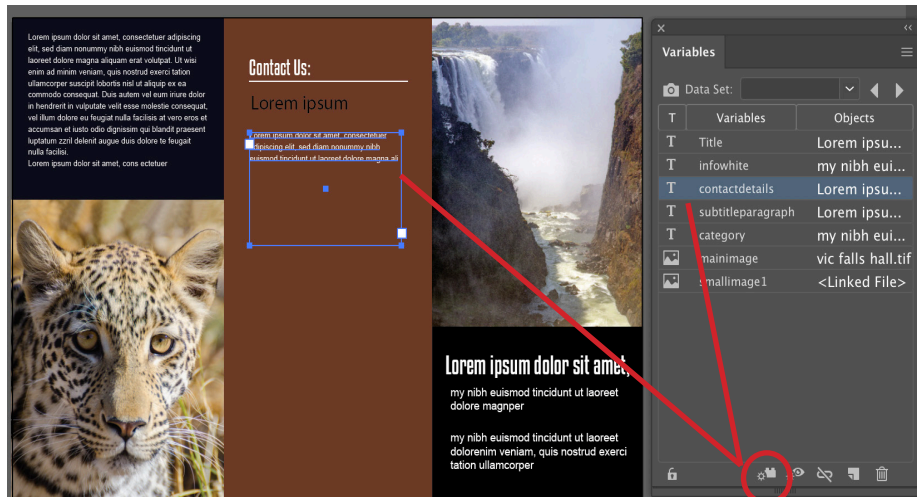 Lorem ipsum dolor sit amet, consectetuer adipiscing
elit, sed diam nonummy nibh euismod tincidunt ut
laoreet dolore magna aliquam erat volutpat. Ut wisi
enim ad minim veniam, quis nostrud exerci tation
ullamcorper suscipit lobortis nisl ut aliquip ex ea
commodo consequat. Duis autem vel eum iriure dolor
in hendrerit in vulputate velit esse molestie consequat,
vel illum dolore eu feugiat nulla facilisis at vero eros et
accumsan et iusto odio dignissim qui blandit praesent
luptatum zzril delenit augue duis dolore te feugait
nulla facilisi.
Lorem ipsum dolor sit amet, cons ectetuer
Contact Us:
Lorem ipsum
Lorem ipsum dolor sit amet, consectetuer
adipiscing elit, sed diam nonummy nibh
euismod tincidunt ut laoreet dolore magna ali
Lorem ipsum dolor sit amet,
my nibh euismod tincidunt ut laoreet
dolore magnper
my nibh euismod tincidunt ut laoreet
dolorenim veniam, quis nostrud exerci
tation ullamcorper
Variables
Data Set:
T Variables Objects
T Title Lorem ipsu...
T infowhite my nibh eui...
T contactdetails Lorem ipsu...
T subtitleparagraph Lorem ipsu...
T category my nibh eui...
mainimage vic falls hall.tif
smallimage1 <Linked File>